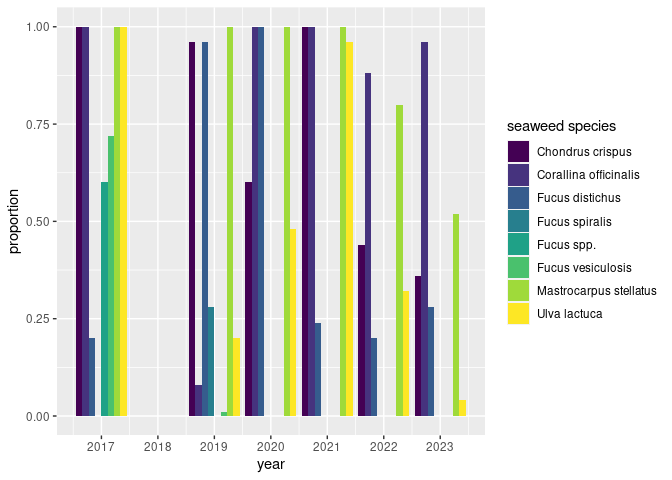 1.00
0.75
0.50
0.25
0.00
proportion
2017 2018 2019 2020 2021 2022 2023
year
seaweed species
Chondrus crispus
Corallina officinalis
Fucus distichus
Fucus spiralis
Fucus spp.
Fucus vesiculosis
Mastrocarpus stellatus
Ulva lactuca